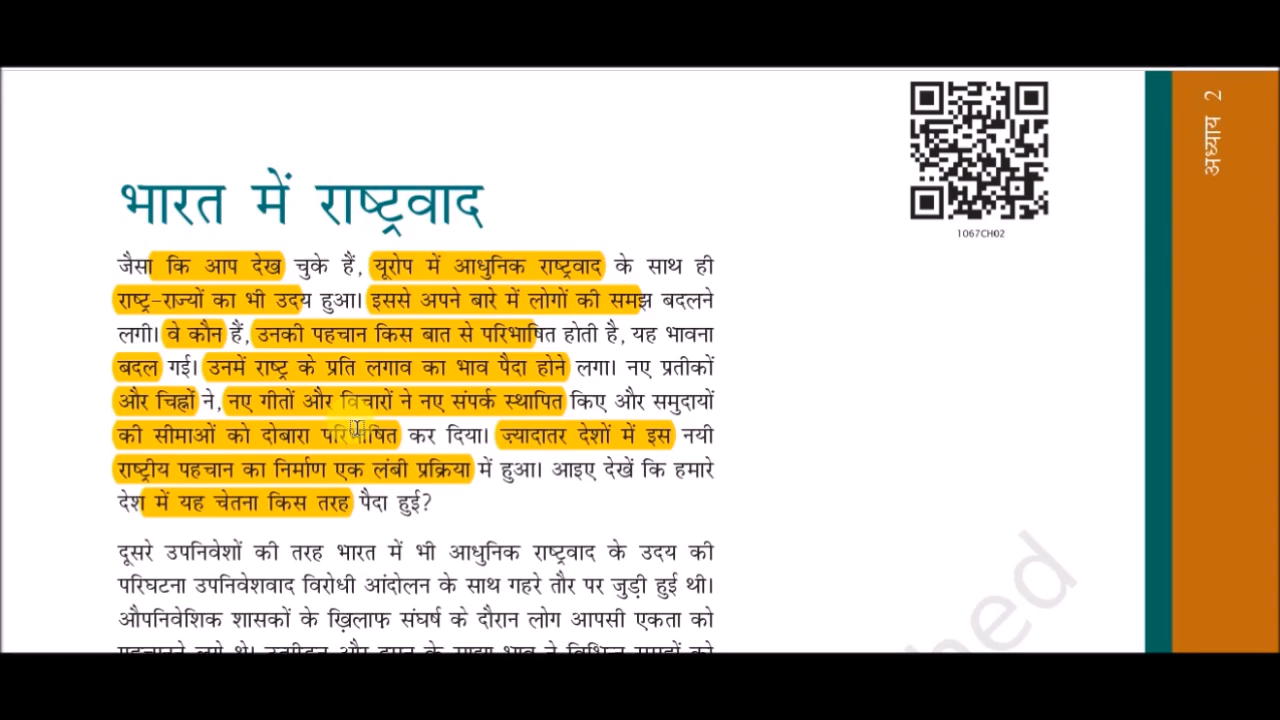 अध्याय 2
1067CH02
भारत में राष्ट्रवाद
जैसा कि आप देख चुके हैं, यूरोप में आधुनिक राष्ट्रवाद के साथ ही
राष्ट्र-राज्यों का भी उदय हुआ। इससे अपने बारे में लोगों की समझ बदलने
लगी। वे कौन हैं, उनकी पहचान किस बात से परिभाषित होती है, यह भावना
बदल गई। उनमें राष्ट्र के प्रति लगाव का भाव पैदा होने लगा। नए प्रतीकों
और चिह्नों ने, नए गीतों और विचारों ने नए संपर्क स्थापित किए और समुदायों
की सीमाओं को दोबारा परिभाषित कर दिया। ज़्यादातर देशों में इस नयी
राष्ट्रीय पहचान का निर्माण एक लंबी प्रक्रिया में हुआ। आइए देखें कि हमारे
देश में यह चेतना किस तरह पैदा हुई?
दूसरे उपनिवेशों की तरह भारत में भी आधुनिक राष्ट्रवाद के उदय की
परिघटना उपनिवेशवाद विरोधी आंदोलन के साथ गहरे तौर पर जुड़ी हुई थी।
औपनिवेशिक शासकों के ख़िलाफ़ संघर्ष के दौरान लोग आपसी एकता को